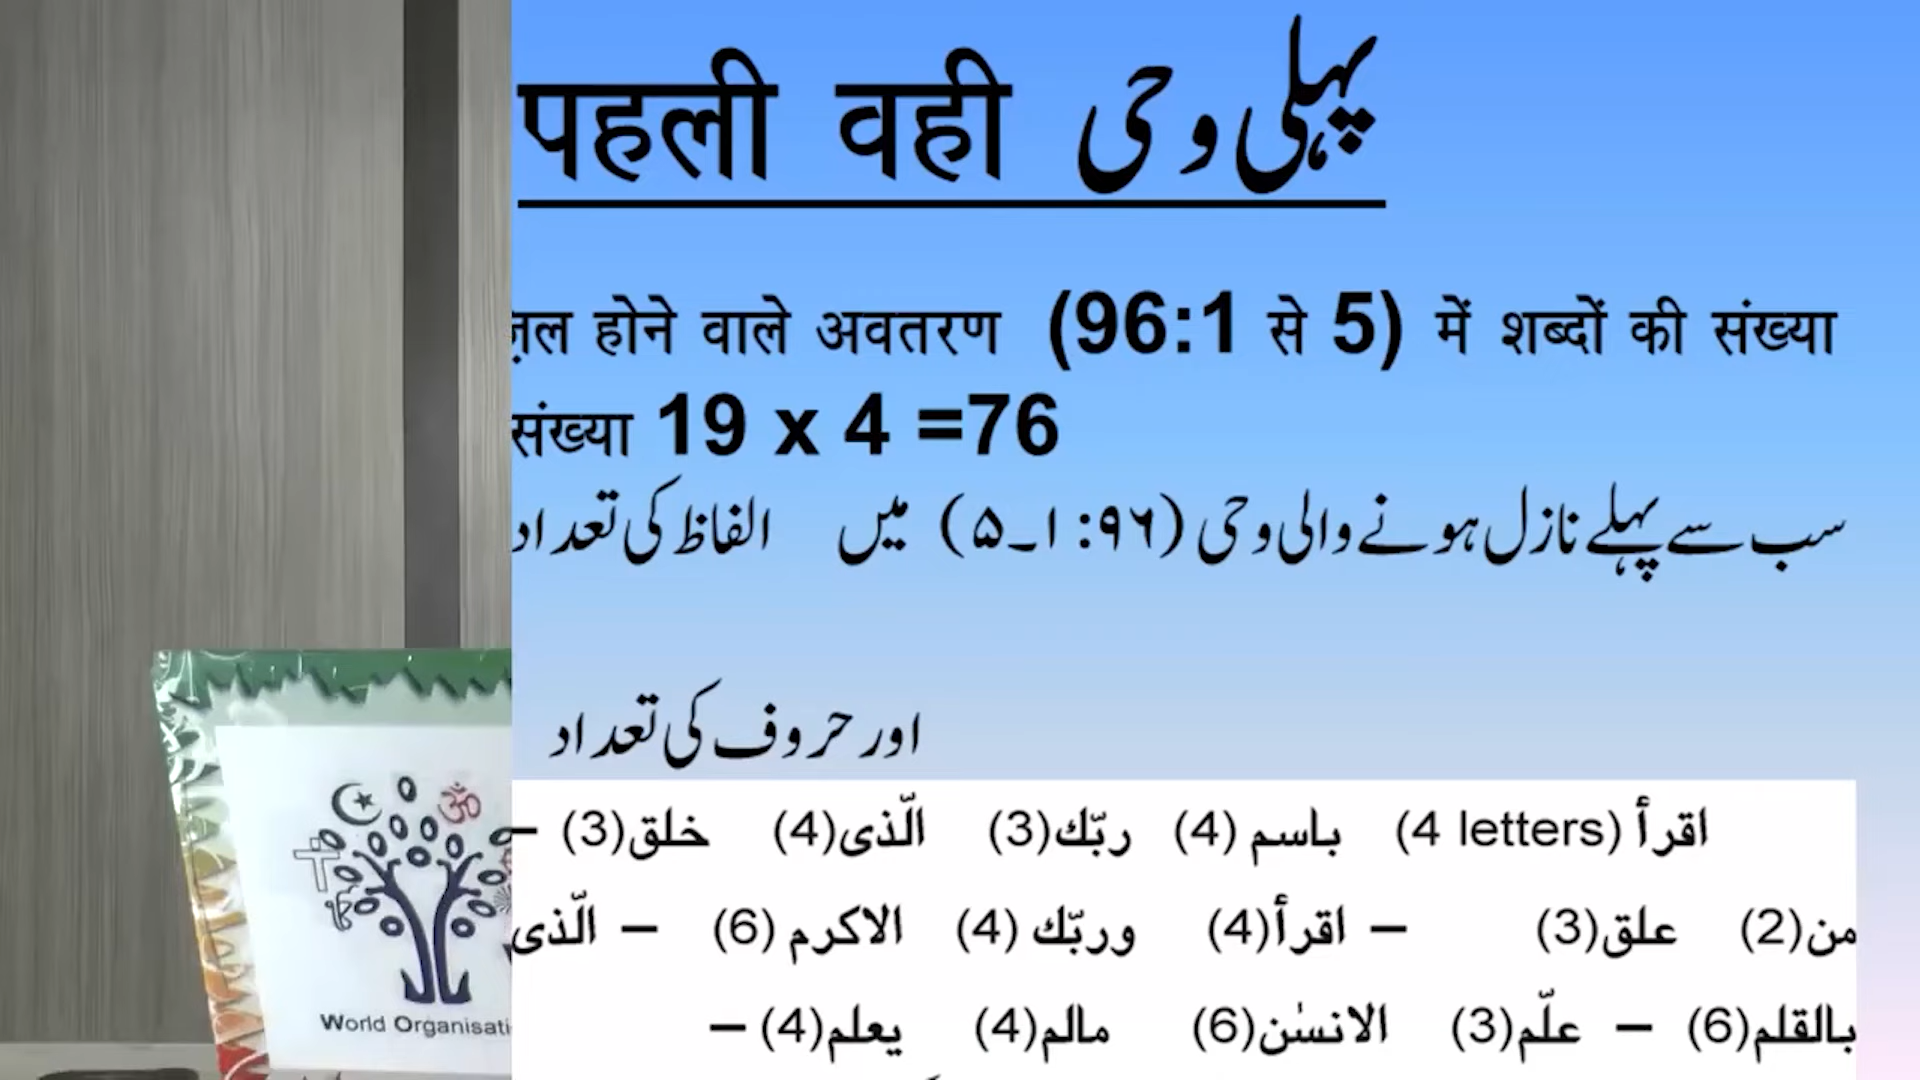 पहली वही پہلی وحی
ज़ल होने वाले अवतरण (96:1 से 5) में शब्दों की संख्या
संख्या 19 x 4 =76
سب سے پہلے نازل ہونے والی وحی (۹۶: ۱۔۵) میں الفاظ کی تعداد
اور حروف کی تعداد
اقرأ (4 letters) باسم (4) ربّك(3) الّذى(4) خلق(3) –
من(2) علق(3) – اقرأ(4) وربّك (4) الاكرم (6) – الّذى
بالقلم(6) – علّم(3) الانسٰن(6) مالم(4) يعلم(4) –
World Organisati